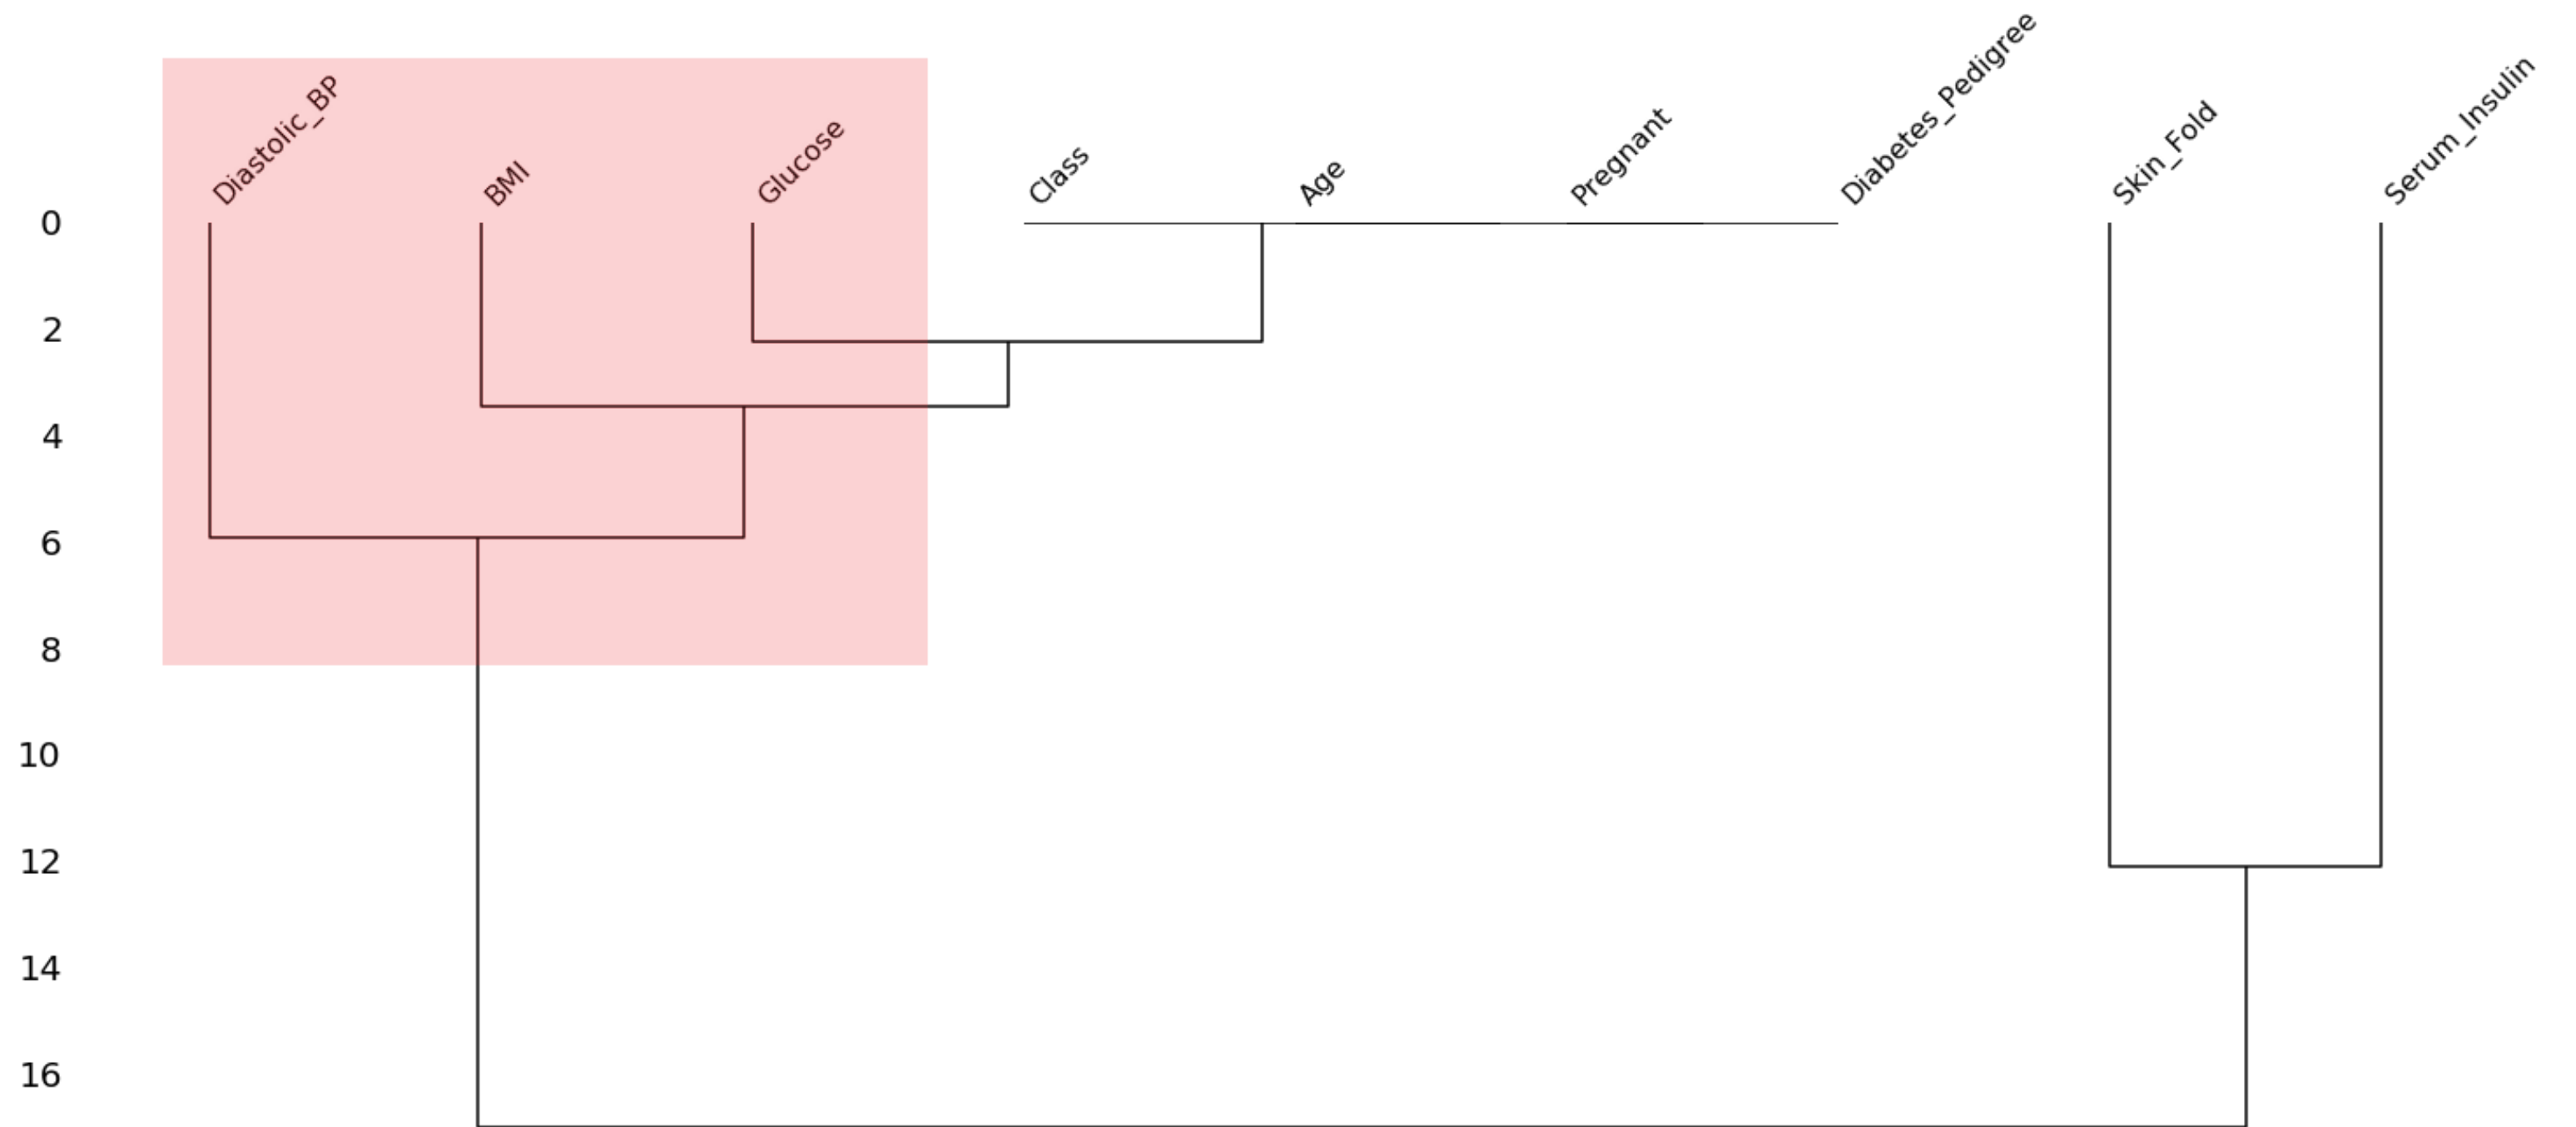 Diastolic_BP
BMI
Glucose
Class
Age
Pregnant
Diabetes_Pedigree
Skin_Fold
Serum_Insulin
0
2
4
6
8
10
12
14
16